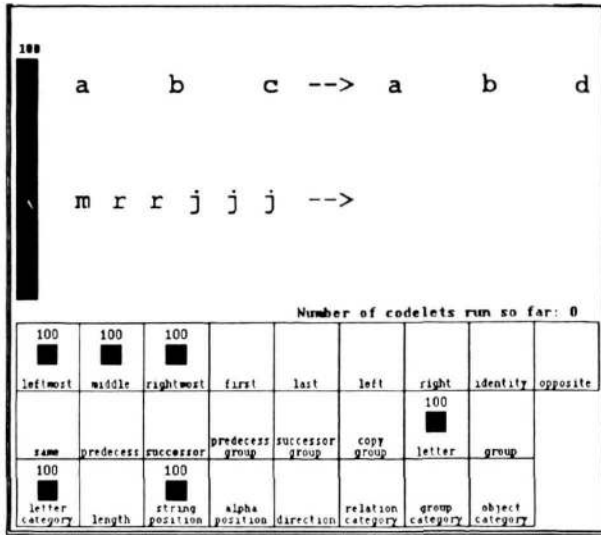 100
a b c --> a b d
m r r j j j -->
Number of codelets run so far: 0
100 100 100
leftmost middle rightmost first last left right identity opposite
100
same predecess successor predecess group successor group copy group letter group
100 100
letter category length string position alpha position direction relation category group category object category